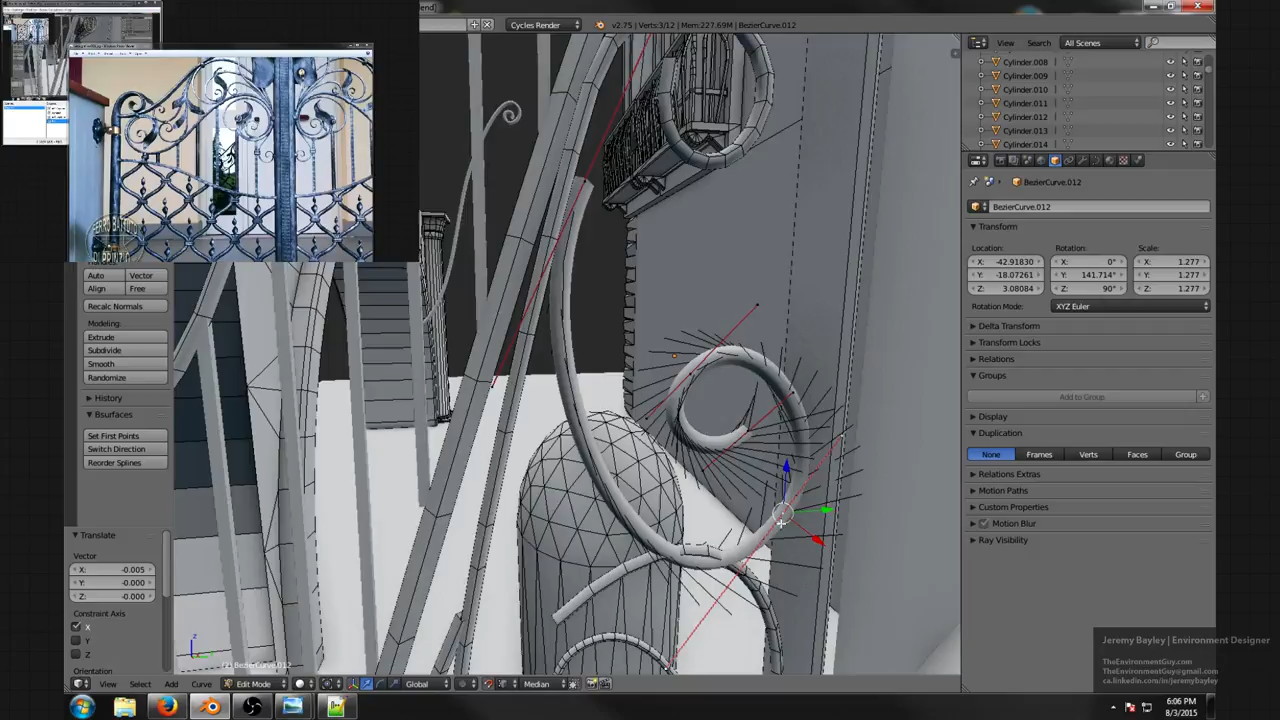 end]
Cycles Render
v2.75 | Verts:3/12 | Mem:227.69M | BezierCurve.012
View
Search
All Scenes
Cylinder.008
Cylinder.009
Cylinder.010
Cylinder.011
Cylinder.012
Cylinder.013
Cylinder.014
BezierCurve.012
BezierCurve.012
Transform
Location:
Rotation:
Scale:
X: -42.91830
X: 0°
X: 1.277
Y: -18.07261
Y: 141.714°
Y: 1.277
Z: 3.08084
Z: 90°
Z: 1.277
Rotation Mode:
XYZ Euler
Delta Transform
Transform Locks
Relations
Groups
Add to Group
Display
Duplication
None
Frames
Verts
Faces
Group
Relations Extras
Motion Paths
Custom Properties
Motion Blur
Ray Visibility
FERRO BATTUTO
DI PRINZIO
Auto
Vector
Align
Free
Recalc Normals
Modeling:
Extrude
Subdivide
Smooth
Randomize
History
Bsurfaces
Set First Points
Switch Direction
Reorder Splines
Translate
Vector
X: -0.005
Y: -0.000
Z: -0.000
Constraint Axis
X
Y
Z
Orientation
z
y
BezierCurve.012
View
Select
Add
Curve
Edit Mode
Global
Median
Jeremy Bayley | Environment Designer
TheEnvironmentGuy.com
TheEnvironmentGuy@gmail.com
ca.linkedin.com/in/jeremybayley
6:06 PM
8/3/2015